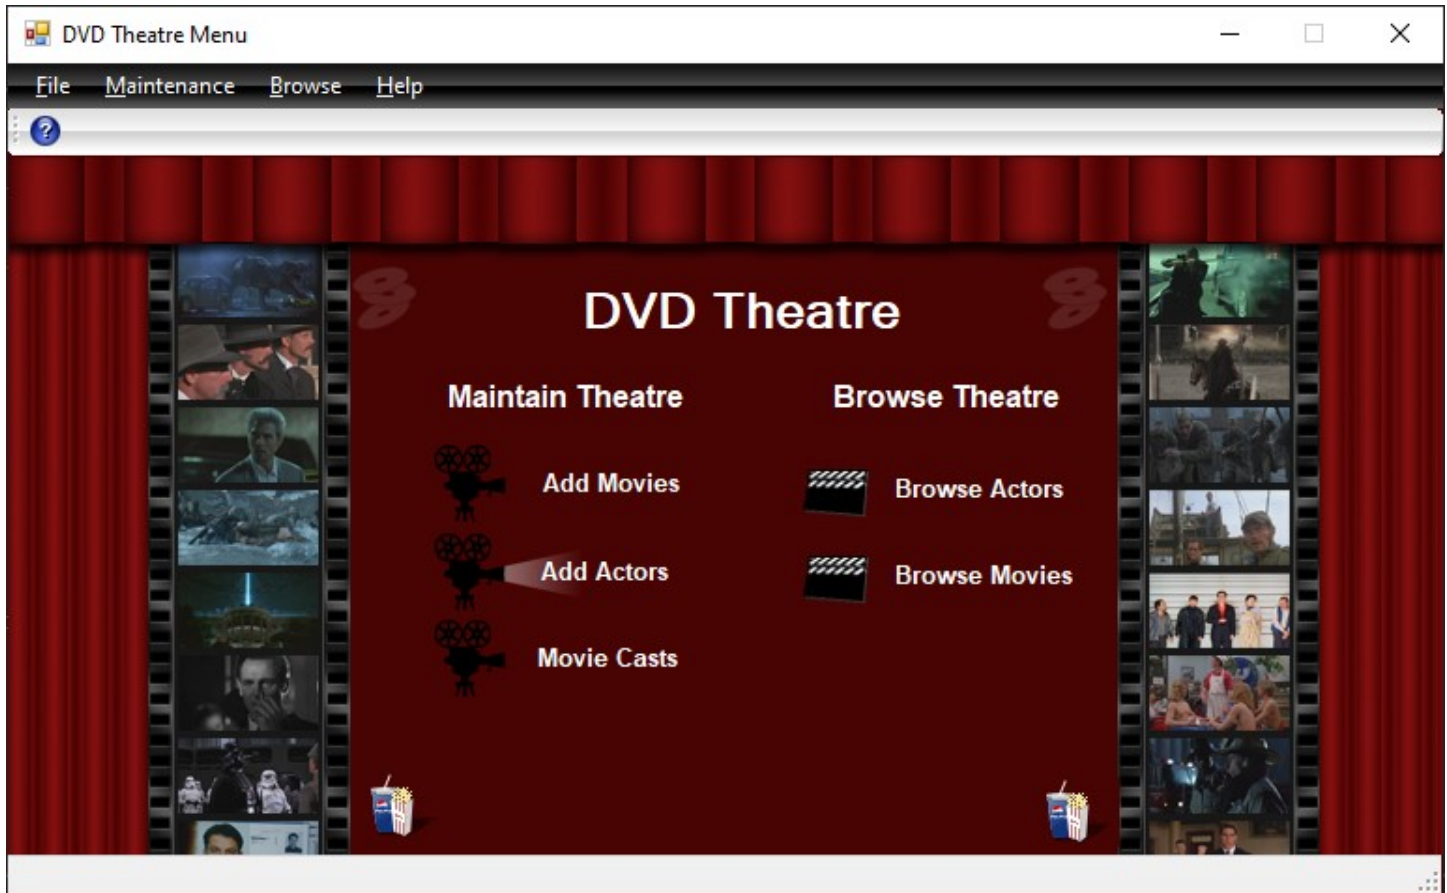 DVD Theatre Menu
File Maintenance Browse Help
?
DVD Theatre
Maintain Theatre
Browse Theatre
Add Movies
Browse Actors
Add Actors
Browse Movies
Movie Casts